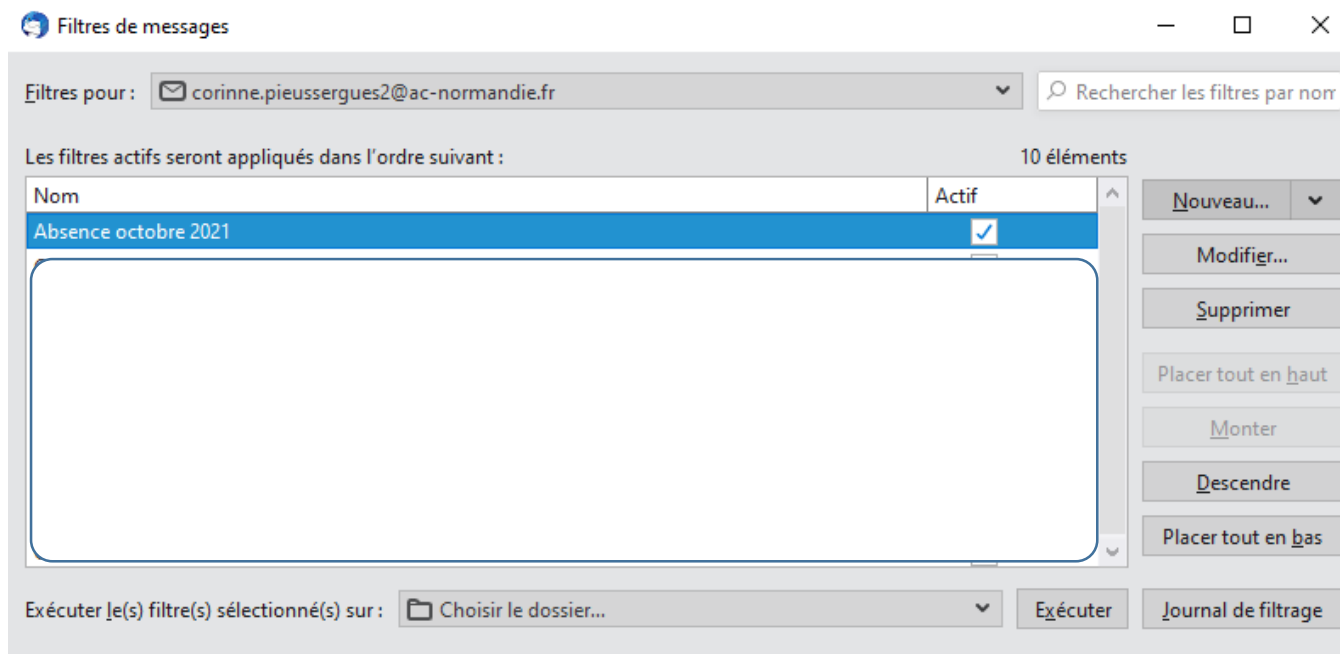 Filtres de messages
Filtres pour : corinne.pieussergues2@ac-normandie.fr Rechercher les filtres par nom
Les filtres actifs seront appliqués dans l'ordre suivant : 10 éléments
Nom Actif
Nouveau...
Absence octobre 2021
Modifier...
Supprimer
Placer tout en haut
Monter
Descendre
Placer tout en bas
Exécuter le(s) filtre(s) sélectionné(s) sur : Choisir le dossier... Exécuter Journal de filtrage